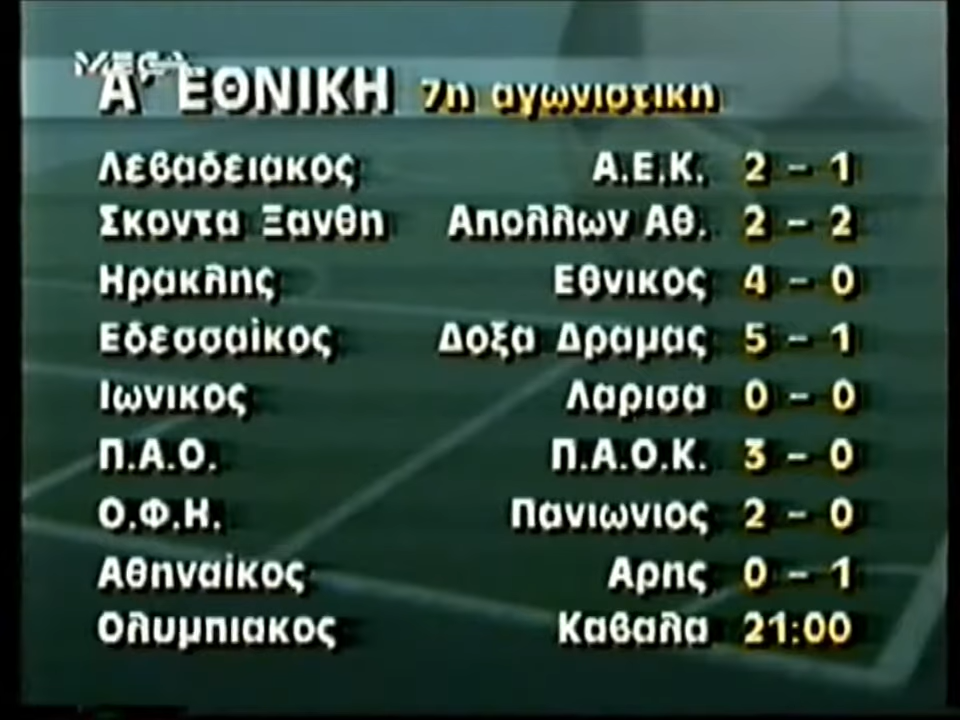 MEGA
Α' ΕΘΝΙΚΗ 7η αγωνιστικη
Λεβαδειακος Α.Ε.Κ. 2 - 1
Σκοντα Ξανθη Απολλων Αθ. 2 - 2
Ηρακλης Εθνικος 4 - 0
Εδεσσαϊκος Δοξα Δραμας 5 - 1
Ιωνικος Λαρισα 0 - 0
Π.Α.Ο. Π.Α.Ο.Κ. 3 - 0
Ο.Φ.Η. Πανιωνιος 2 - 0
Αθηναϊκος Αρης 0 - 1
Ολυμπιακος Καβαλα 21:00